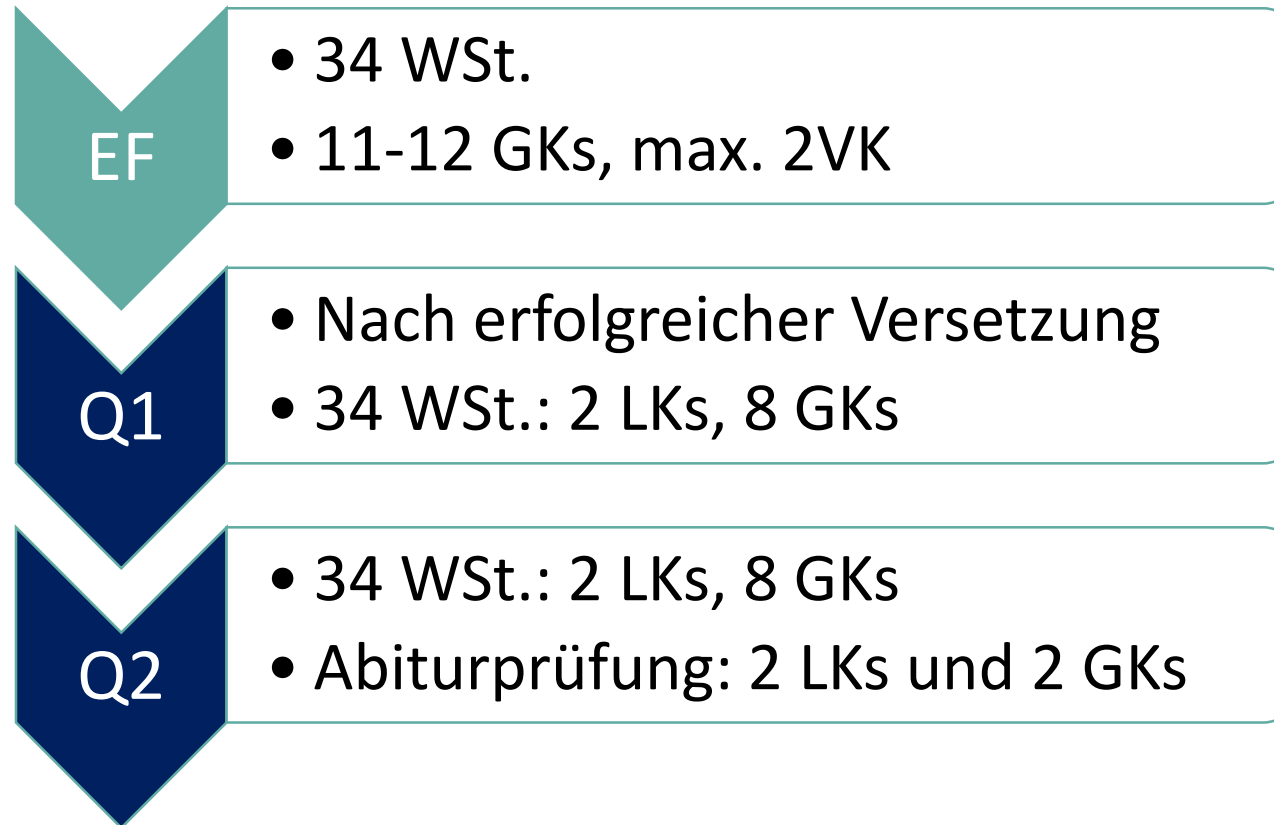 EF
• 34 WSt.
• 11-12 GKs, max. 2VK
Q1
• Nach erfolgreicher Versetzung
• 34 WSt.: 2 LKs, 8 GKs
Q2
• 34 WSt.: 2 LKs, 8 GKs
• Abiturprüfung: 2 LKs und 2 GKs